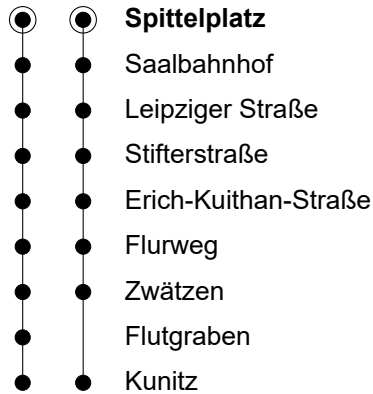 Spittelplatz
Saalbahnhof
Leipziger Straße
Stifterstraße
Erich-Kuithan-Straße
Flurweg
Zwätzen
Flutgraben
Kunitz